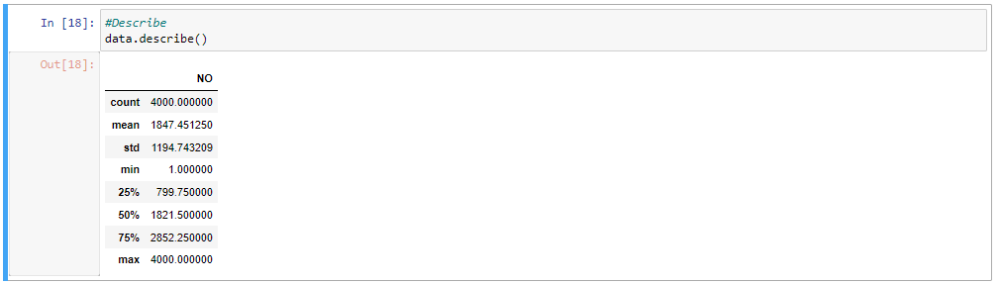 In [18]: #Describe
data.describe()
Out[18]:
NO
count 4000.000000
mean 1847.451250
std 1194.743209
min 1.000000
25% 799.750000
50% 1821.500000
75% 2852.250000
max 4000.000000